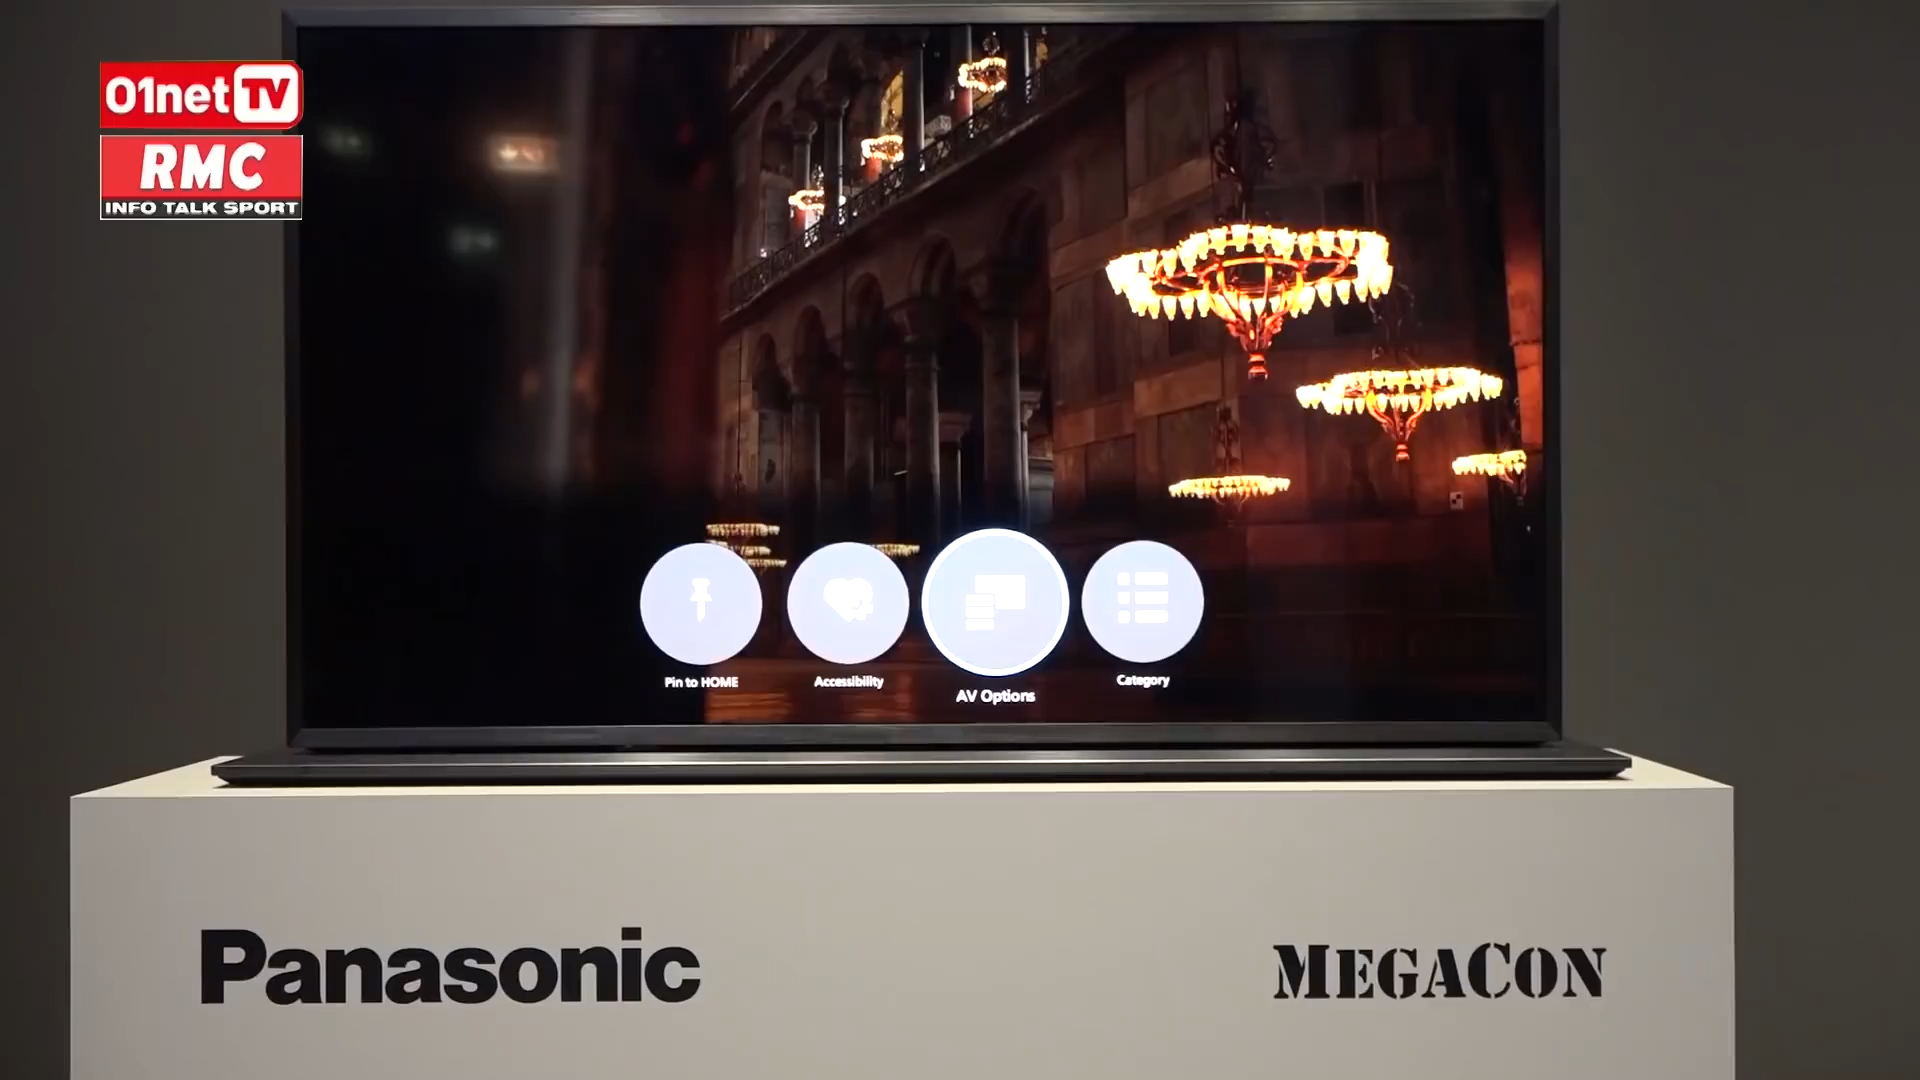 01net TV
RMC
INFO TALK SPORT
Pin to HOME
Accessibility
AV Options
Category
Panasonic
MEGACON